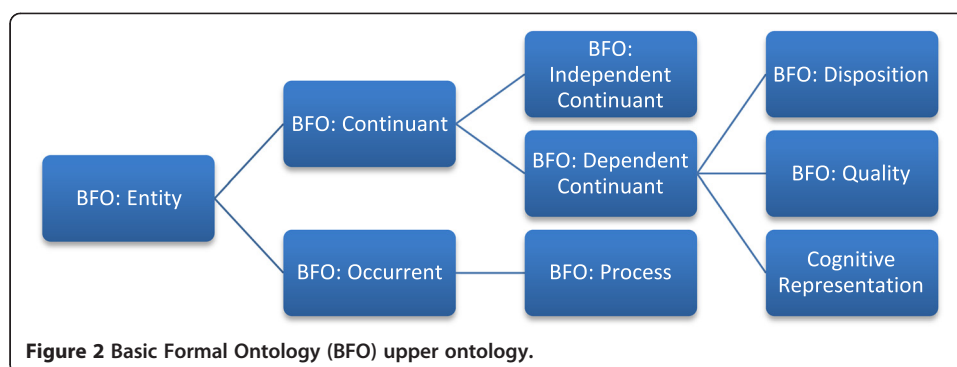 BFO: Entity
BFO: Continuant
BFO: Occurrent
BFO:
Independent
Continuant
BFO: Dependent
Continuant
BFO: Process
BFO: Disposition
BFO: Quality
Cognitive
Representation
Figure 2 Basic Formal Ontology (BFO) upper ontology.